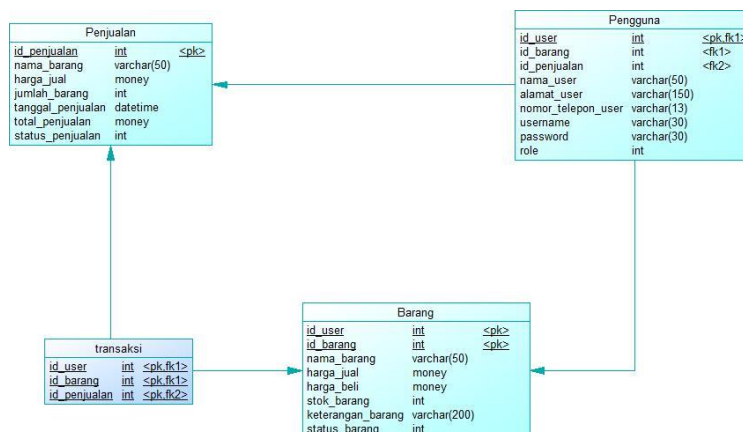 Penjualan
id_penjualan int <pk>
nama_barang varchar(50)
harga_jual money
jumlah_barang int
tanggal_penjualan datetime
total_penjualan money
status_penjualan int
Pengguna
id_user int <pk,fk1>
id_barang int <fk1>
id_penjualan int <fk2>
nama_user varchar(50)
alamat_user varchar(150)
nomor_telepon_user varchar(13)
username varchar(30)
password varchar(30)
role int
transaksi
id_user int <pk,fk1>
id_barang int <pk,fk1>
id_penjualan int <pk,fk2>
Barang
id_user int <pk>
id_barang int <pk>
nama_barang varchar(50)
harga_jual money
harga_beli money
stok_barang int
keterangan_barang varchar(200)
status_barang int